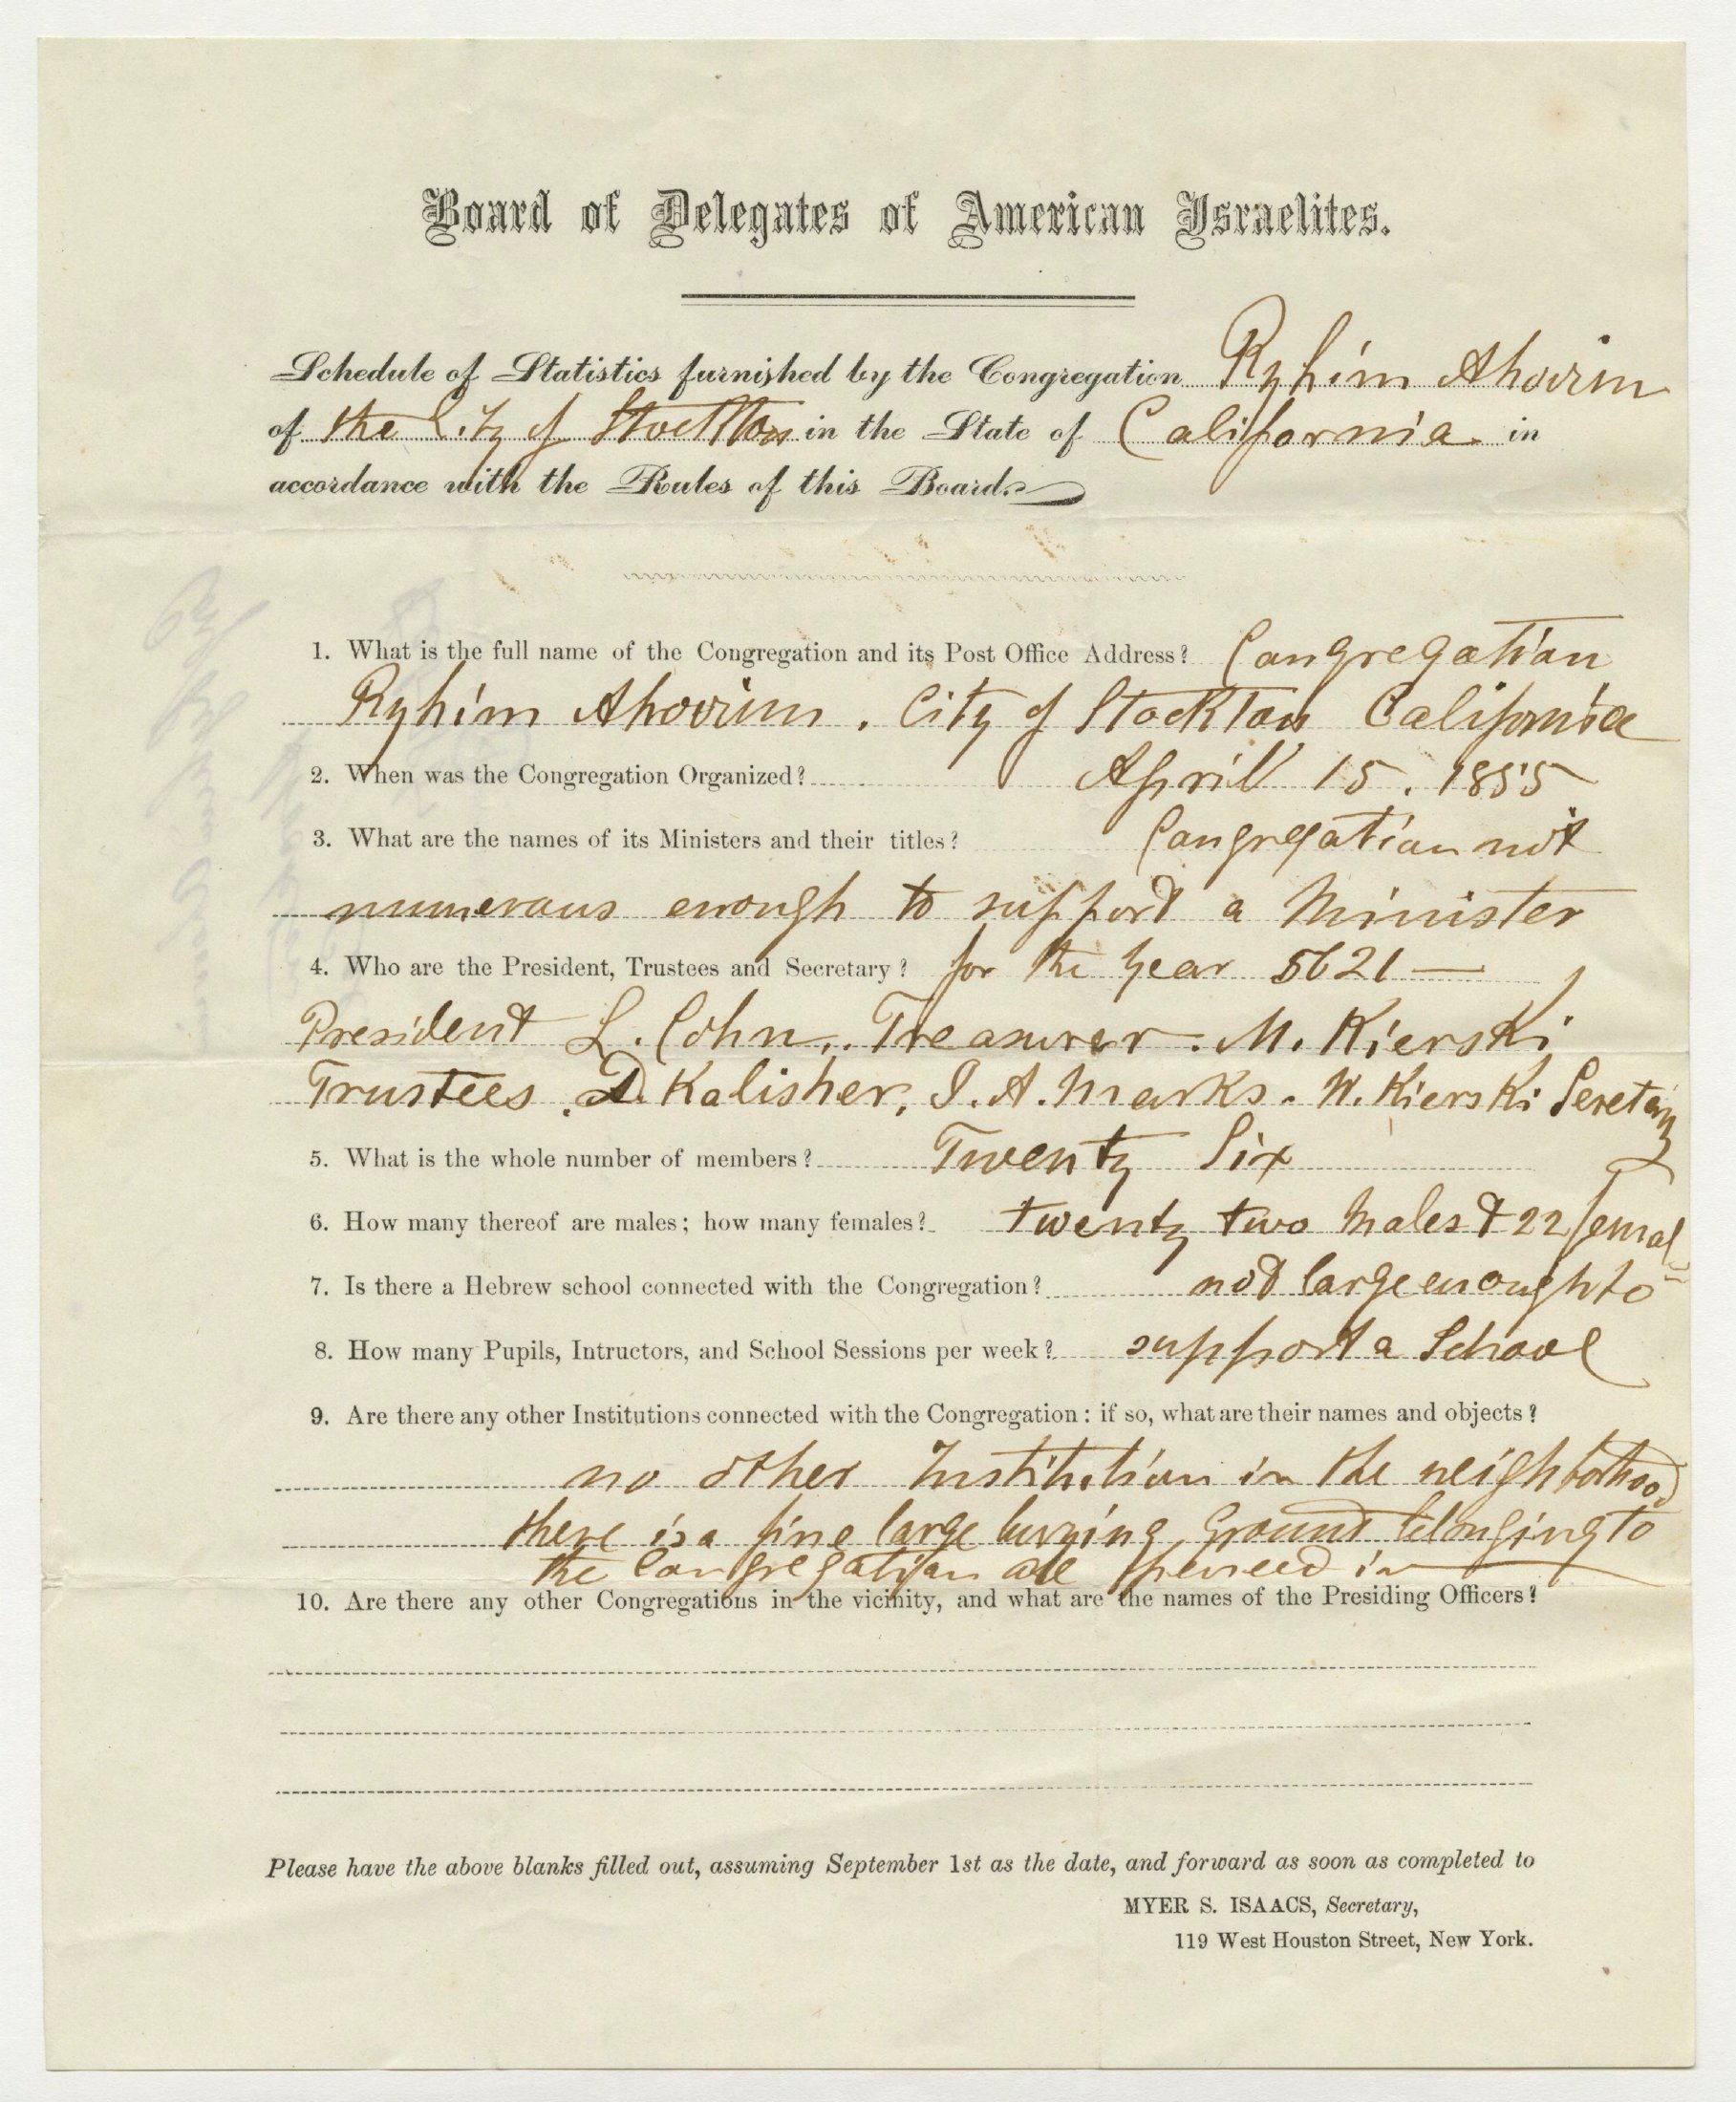 Board of Delegates of American Israelites.
Schedule of Statistics furnished by the Congregation Ryhim Ahovim
of the City of Stockton in the State of California in
accordance with the Rules of this Board.
1. What is the full name of the Congregation and its Post Office Address? Congregation
Ryhim Ahovim. City of Stockton California
2. When was the Congregation Organized? April 15. 1855
3. What are the names of its Ministers and their titles? Congregation not
numerous enough to support a Minister
4. Who are the President, Trustees and Secretary? for the year 5621 —
President L. Cohn, Treasurer. M. Kierski
Trustees. D. Kalisher, I. A. Marks. W. Kierski Seretary
5. What is the whole number of members? Twenty Six
6. How many thereof are males; how many females? twenty two Males & 22 femal
7. Is there a Hebrew school connected with the Congregation? not large enough to
8. How many Pupils, Intructors, and School Sessions per week? support a School
9. Are there any other Institutions connected with the Congregation: if so, what are their names and objects?
no other Institution in the neighborhood
there is a fine large burying ground belonging to
the Congregation all in
10. Are there any other Congregations in the vicinity, and what are the names of the Presiding Officers?
Please have the above blanks filled out, assuming September 1st as the date, and forward as soon as completed to
MYER S. ISAACS, Secretary,
119 West Houston Street, New York.